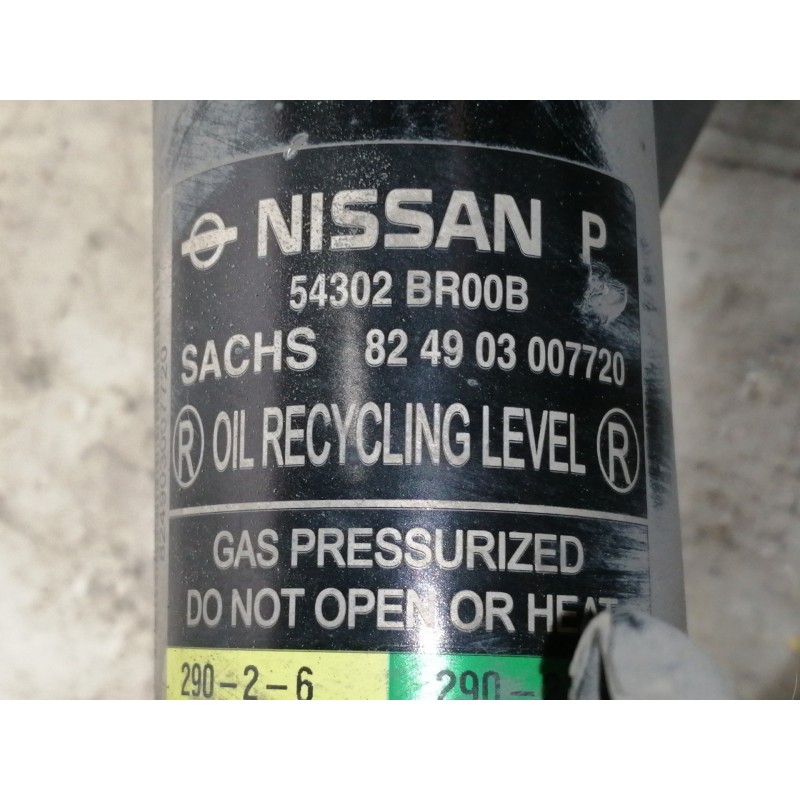 NISSAN P
54302 BR00B
SACHS 82 49 03 007720
R OIL RECYCLING LEVEL R
GAS PRESSURIZED
DO NOT OPEN OR HEAT
290-2-6 290-